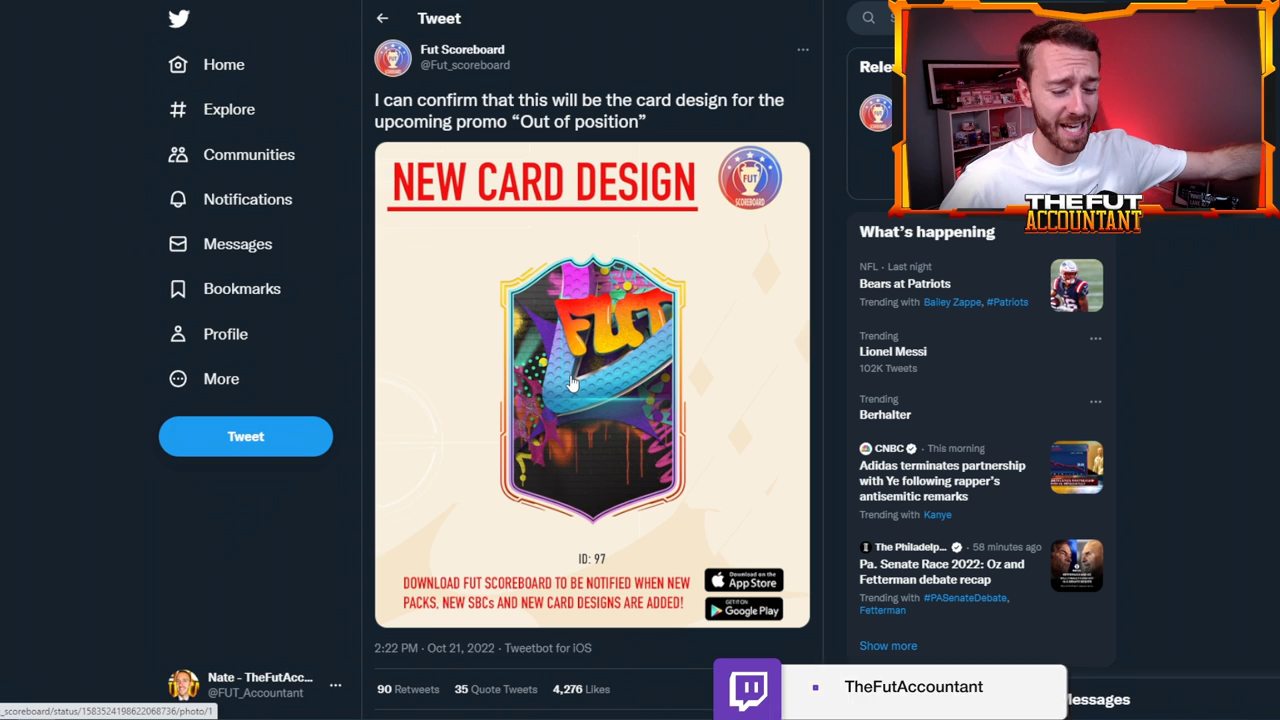 Home
Explore
Communities
Notifications
Messages
Bookmarks
Profile
More
Tweet
Nate - TheFutAcc...
@FUT_Accountant
_scoreboard/status/1583524198622068736/photo/1
Tweet
Fut Scoreboard
@Fut_scoreboard
I can confirm that this will be the card design for the
upcoming promo “Out of position”
NEW CARD DESIGN
FUT
SCOREBOARD
FUT
ID: 97
DOWNLOAD FUT SCOREBOARD TO BE NOTIFIED WHEN NEW
PACKS, NEW SBCs AND NEW CARD DESIGNS ARE ADDED!
Download on the
App Store
GET IT ON
Google Play
2:22 PM · Oct 21, 2022 · Tweetbot for iOS
90 Retweets 35 Quote Tweets 4,276 Likes
THE FUT
ACCOUNTANT
What's happening
NFL · Last night
Bears at Patriots
Trending with Bailey Zappe, #Patriots
Trending
Lionel Messi
102K Tweets
Trending
Berhalter
CNBC · This morning
Adidas terminates partnership
with Ye following rapper's
antisemitic remarks
Trending with Kanye
The Philadelp... · 58 minutes ago
Pa. Senate Race 2022: Oz and
Fetterman debate recap
Trending with #PASenateDebate,
Fetterman
Show more
TheFutAccountant
Messages